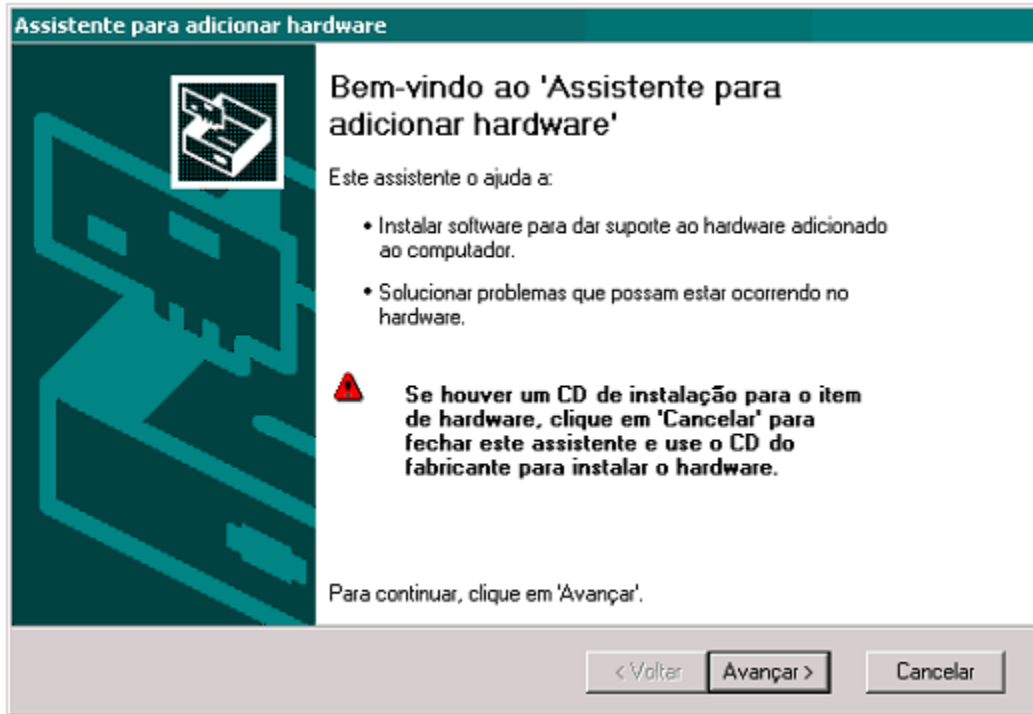 Assistente para adicionar hardware
Bem-vindo ao 'Assistente para
adicionar hardware'
Este assistente o ajuda a:
• Instalar software para dar suporte ao hardware adicionado
ao computador.
• Solucionar problemas que possam estar ocorrendo no
hardware.
Se houver um CD de instalação para o item
de hardware, clique em 'Cancelar' para
fechar este assistente e use o CD do
fabricante para instalar o hardware.
Para continuar, clique em 'Avançar'.
< Voltar Avançar > Cancelar